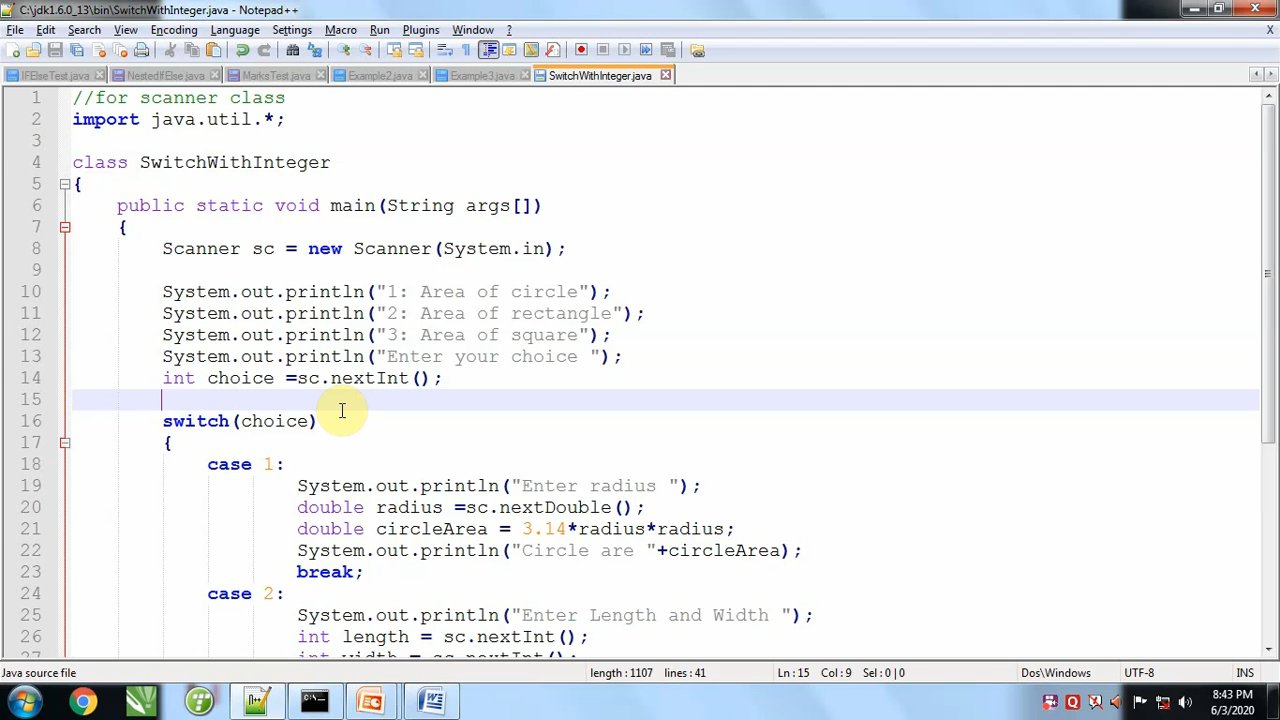 C:\jdk1.6.0_13\bin\SwitchWithInteger.java - Notepad++
File Edit Search View Encoding Language Settings Macro Run Plugins Window ? X
IFElseTest.java NestedIfElse.java MarksTest.java Example2.java Example3.java SwitchWithInteger.java
1 //for scanner class
2 import java.util.*;
3
4 class SwitchWithInteger
5 {
6 public static void main(String args[])
7 {
8 Scanner sc = new Scanner(System.in);
9
10 System.out.println("1: Area of circle");
11 System.out.println("2: Area of rectangle");
12 System.out.println("3: Area of square");
13 System.out.println("Enter your choice ");
14 int choice =sc.nextInt();
15
16 switch(choice)
17 {
18 case 1:
19 System.out.println("Enter radius ");
20 double radius =sc.nextDouble();
21 double circleArea = 3.14*radius*radius;
22 System.out.println("Circle are "+circleArea);
23 break;
24 case 2:
25 System.out.println("Enter Length and Width ");
26 int length = sc.nextInt();
27 int width = sc.nextInt();
Java source file length : 1107 lines : 41 Ln : 15 Col : 9 Sel : 0 | 0 Dos\Windows UTF-8 INS
8:43 PM
6/3/2020